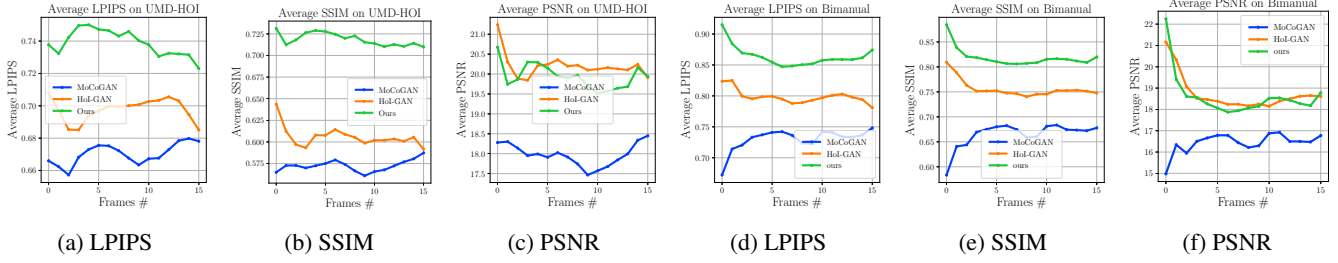 Average LPIPS on UMD-HOI
0.74
0.72
0.70
0.68
0.66
Average LPIPS
MoCoGAN
HoI-GAN
Ours
0 5 10 15
Frames #
(a) LPIPS
Average SSIM on UMD-HOI
0.725
0.700
0.675
0.650
0.625
0.600
0.575
Average SSIM
MoCoGAN
HoI-GAN
Ours
0 5 10 15
Frames #
(b) SSIM
Average PSNR on UMD-HOI
21.0
20.5
20.0
19.5
19.0
18.5
18.0
17.5
Average PSNR
MoCoGAN
HoI-GAN
Ours
0 5 10 15
Frames #
(c) PSNR
Average LPIPS on Bimanual
0.90
0.85
0.80
0.75
0.70
Average LPIPS
MoCoGAN
HoI-GAN
ours
0 5 10 15
Frames #
(d) LPIPS
Average SSIM on Bimanual
0.85
0.80
0.75
0.70
0.65
0.60
Average SSIM
MoCoGAN
HoI-GAN
ours
0 5 10 15
Frames #
(e) SSIM
Average PSNR on Bimanual
22
21
20
19
18
17
16
15
Average PSNR
MoCoGAN
HoI-GAN
ours
0 5 10 15
Frames #
(f) PSNR